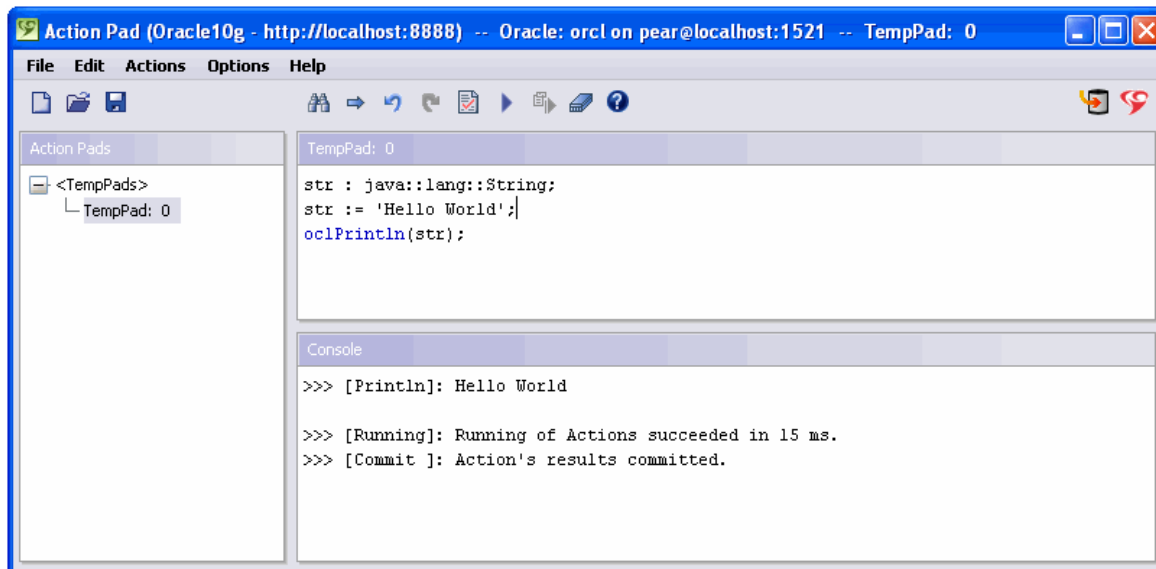 Action Pad (Oracle10g - http://localhost:8888) -- Oracle: orcl on pear@localhost:1521 -- TempPad: 0
File Edit Actions Options Help
Action Pads
<TempPads>
TempPad: 0
TempPad: 0
str : java::lang::String;
str := 'Hello World';
oclPrintln(str);
Console
>>> [Println]: Hello World
>>> [Running]: Running of Actions succeeded in 15 ms.
>>> [Commit ]: Action's results committed.